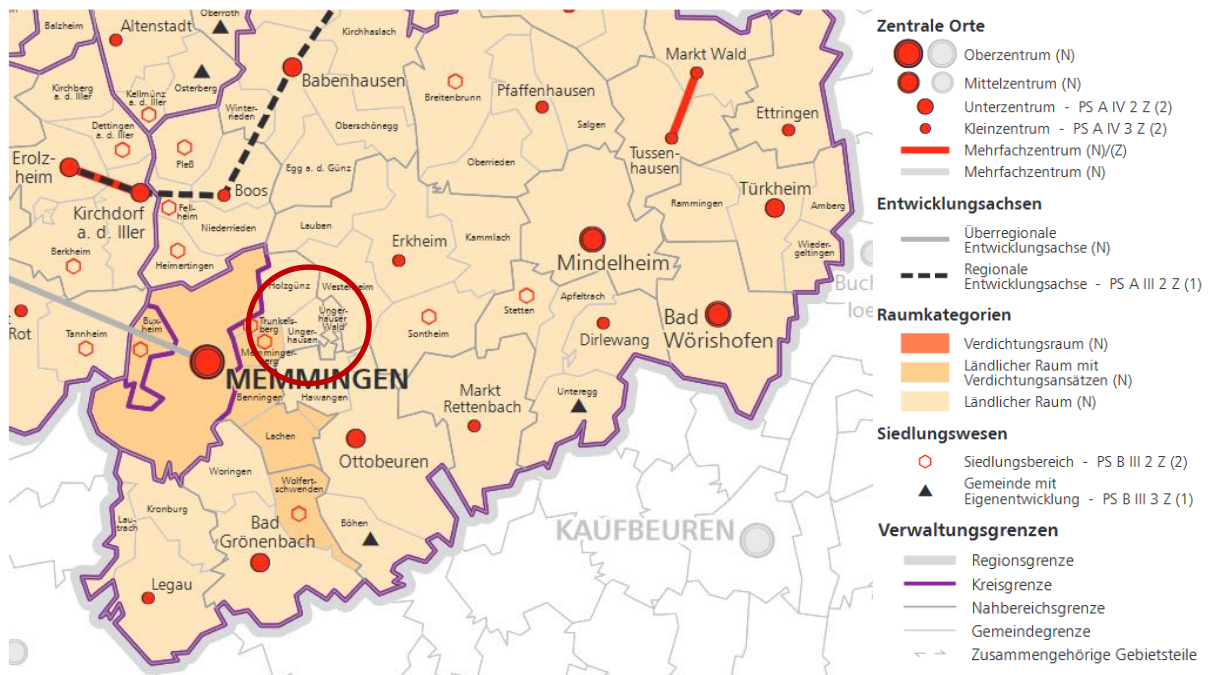 Balzheim
Altenstadt
Oberroth
Kirchhaslach
Kirchberg
a. d. Iller
Kellmünz
a. d. Iller
Osterberg
Babenhausen
Winter-
rieden
Breitenbrunn
Pfaffenhausen
Markt Wald
Ettringen
Dettingen
a. d. Iller
Oberschönegg
Salgen
Erolz-
heim
Pleß
Egg a. d. Günz
Oberrieden
Tussen-
hausen
Boos
Türkheim
Kirchdorf
a. d. Iller
Fell-
heim
Niederrieden
Lauben
Rammingen
Amberg
Berkheim
Heimertingen
Erkheim
Kammlach
Mindelheim
Wieder-
geltingen
Holzgünz
Westerheim
Stetten
Apfeltrach
Buch
loe
Rot
Tannheim
Bux-
heim
Trunkels-
berg
Unger-
hausen
Unger-
hauser
Wald
Sontheim
Dirlewang
Bad
Wörishofen
Memminger-
berg
MEMMINGEN
Benningen
Hawangen
Markt
Rettenbach
Unteregg
Lachen
Ottobeuren
Woringen
Wolfert-
schwenden
Kronburg
Lau-
trach
Bad
Grönenbach
Böhen
KAUFBEUREN
Legau
Zentrale Orte
Oberzentrum (N)
Mittelzentrum (N)
Unterzentrum - PS A IV 2 Z (2)
Kleinzentrum - PS A IV 3 Z (2)
Mehrfachzentrum (N)/(Z)
Mehrfachzentrum (N)
Entwicklungsachsen
Überregionale
Entwicklungsachse (N)
Regionale
Entwicklungsachse - PS A III 2 Z (1)
Raumkategorien
Verdichtungsraum (N)
Ländlicher Raum mit
Verdichtungsansätzen (N)
Ländlicher Raum (N)
Siedlungswesen
Siedlungsbereich - PS B III 2 Z (2)
Gemeinde mit
Eigenentwicklung - PS B III 3 Z (1)
Verwaltungsgrenzen
Regionsgrenze
Kreisgrenze
Nahbereichsgrenze
Gemeindegrenze
Zusammengehörige Gebietsteile